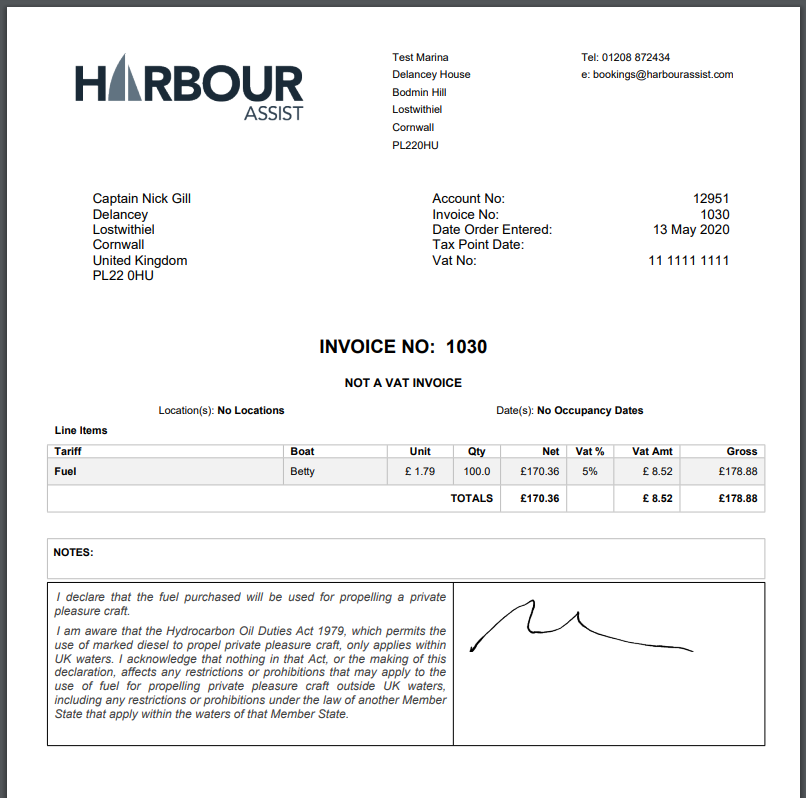 HARBOUR
ASSIST
Test Marina
Delancey House
Bodmin Hill
Lostwithiel
Cornwall
PL220HU
Tel: 01208 872434
e: bookings@harbourassist.com
Captain Nick Gill
Delancey
Lostwithiel
Cornwall
United Kingdom
PL22 0HU
Account No: 12951
Invoice No: 1030
Date Order Entered: 13 May 2020
Tax Point Date:
Vat No: 11 1111 1111
INVOICE NO: 1030
NOT A VAT INVOICE
Location(s): No Locations Date(s): No Occupancy Dates
Line Items
Tariff Boat Unit Qty Net Vat % Vat Amt Gross
Fuel Betty £ 1.79 100.0 £170.36 5% £ 8.52 £178.88
TOTALS £170.36 £ 8.52 £178.88
NOTES:
I declare that the fuel purchased will be used for propelling a private
pleasure craft.
I am aware that the Hydrocarbon Oil Duties Act 1979, which permits the
use of marked diesel to propel private pleasure craft, only applies within
UK waters. I acknowledge that nothing in that Act, or the making of this
declaration, affects any restrictions or prohibitions that may apply to the
use of fuel for propelling private pleasure craft outside UK waters,
including any restrictions or prohibitions under the law of another Member
State that apply within the waters of that Member State.